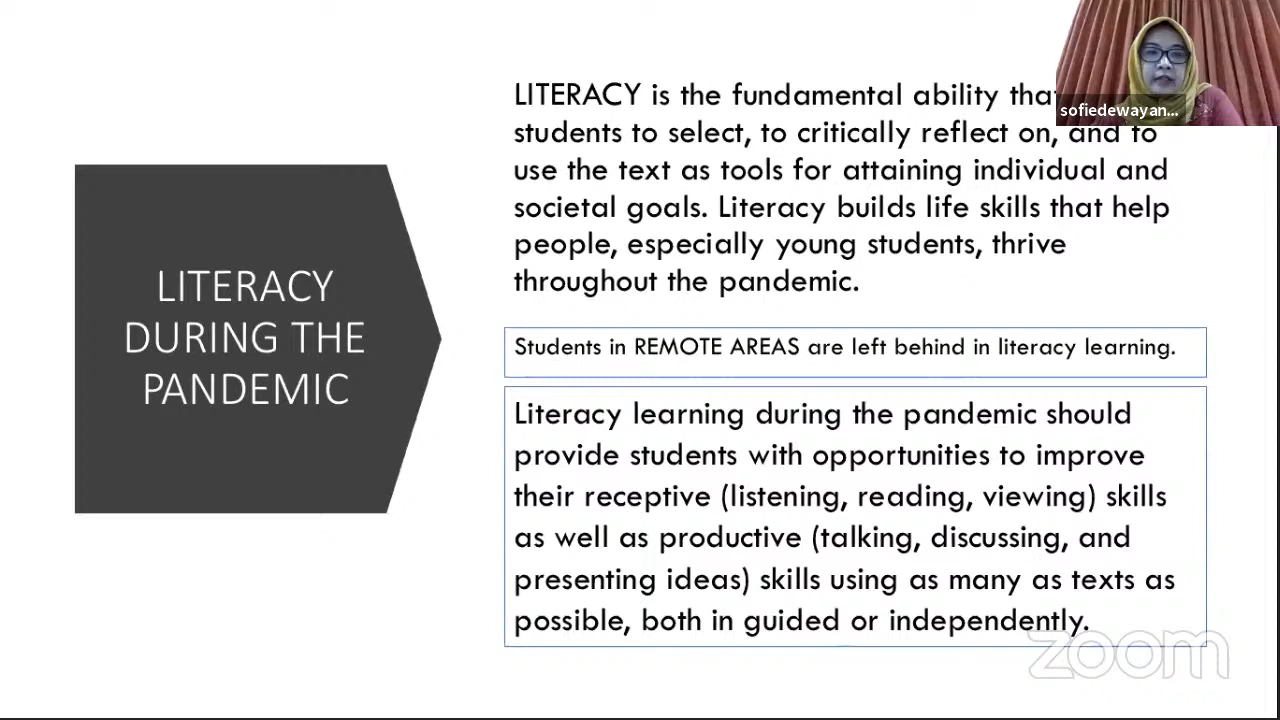 LITERACY
DURING THE
PANDEMIC
LITERACY is the fundamental ability
students to select, to critically reflect on, and to
use the text as tools for attaining individual and
societal goals. Literacy builds life skills that help
people, especially young students, thrive
throughout the pandemic.
Students in REMOTE AREAS are left behind in literacy learning.
Literacy learning during the pandemic should
provide students with opportunities to improve
their receptive (listening, reading, viewing) skills
as well as productive (talking, discussing, and
presenting ideas) skills using as many as texts as
possible, both in guided or independently.
sofiedewayan...
zoom